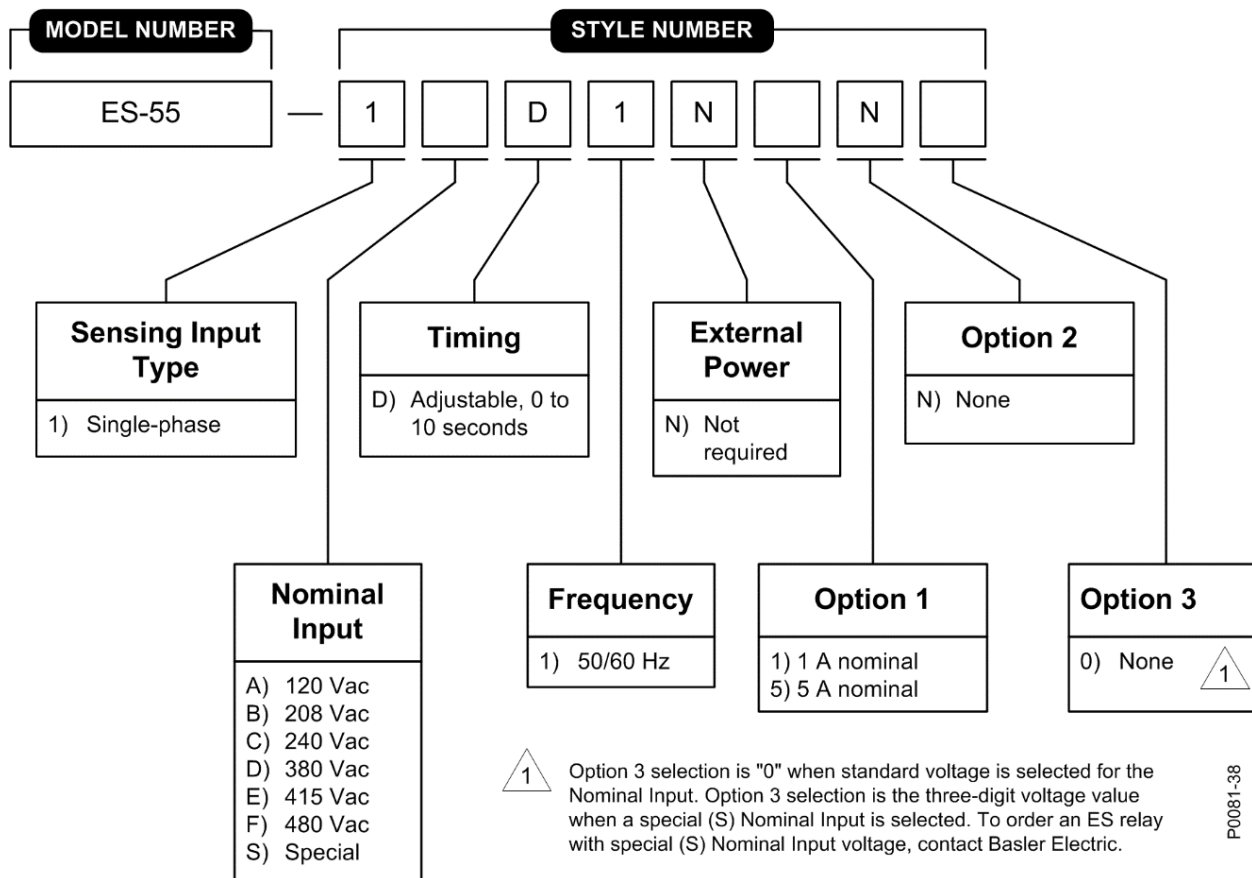 MODEL NUMBER
STYLE NUMBER
ES-55 — 1 D 1 N N
Sensing Input
Type
1) Single-phase
Timing
D) Adjustable, 0 to
10 seconds
External
Power
N) Not
required
Option 2
N) None
Nominal
Input
A) 120 Vac
B) 208 Vac
C) 240 Vac
D) 380 Vac
E) 415 Vac
F) 480 Vac
S) Special
Frequency
1) 50/60 Hz
Option 1
1) 1 A nominal
5) 5 A nominal
Option 3
0) None 1
1 Option 3 selection is "0" when standard voltage is selected for the
Nominal Input. Option 3 selection is the three-digit voltage value
when a special (S) Nominal Input is selected. To order an ES relay
with special (S) Nominal Input voltage, contact Basler Electric.
P0081-38